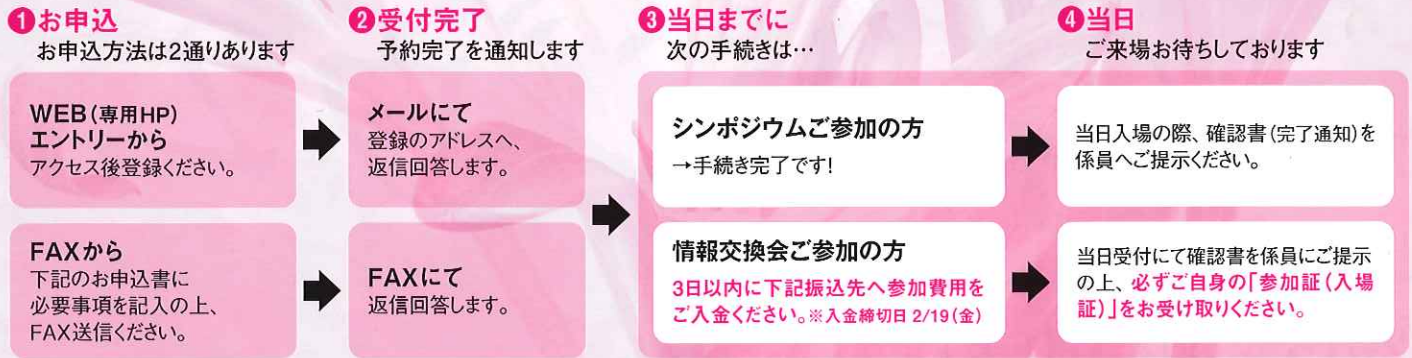 ❶お申込
お申込方法は2通りあります
WEB(専用HP)
エントリーから
アクセス後登録ください。
FAXから
下記のお申込書に
必要事項を記入の上、
FAX送信ください。
❷受付完了
予約完了を通知します
メールにて
登録のアドレスへ、
返信回答します。
FAXにて
返信回答します。
❸当日までに
次の手続きは…
シンポジウムご参加の方
→手続き完了です!
情報交換会ご参加の方
3日以内に下記振込先へ参加費用を
ご入金ください。※入金締切日 2/19(金)
❹当日
ご来場お待ちしております
当日入場の際、確認書(完了通知)を
係員へご提示ください。
当日受付にて確認書を係員にご提示
の上、必ずご自身の「参加証(入場
証)」をお受け取りください。